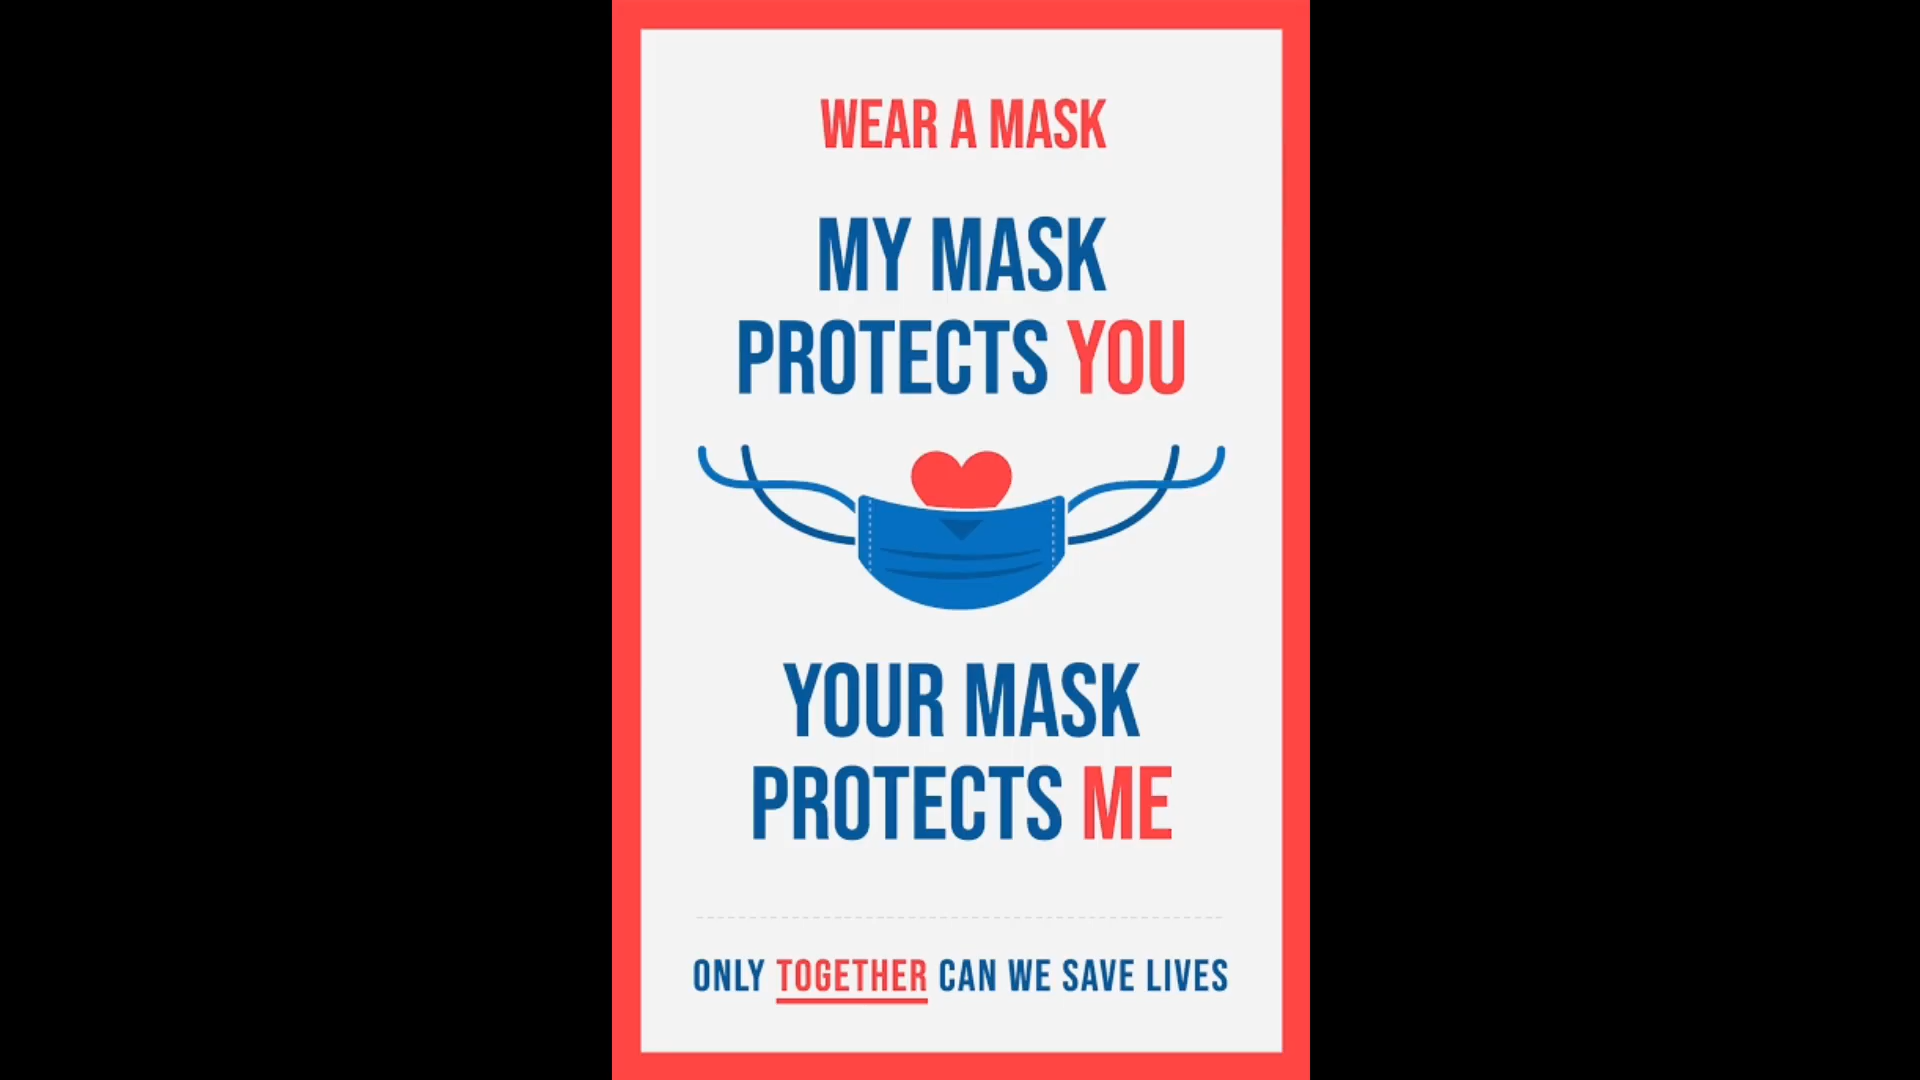 WEAR A MASK
MY MASK
PROTECTS YOU
YOUR MASK
PROTECTS ME
ONLY TOGETHER CAN WE SAVE LIVES